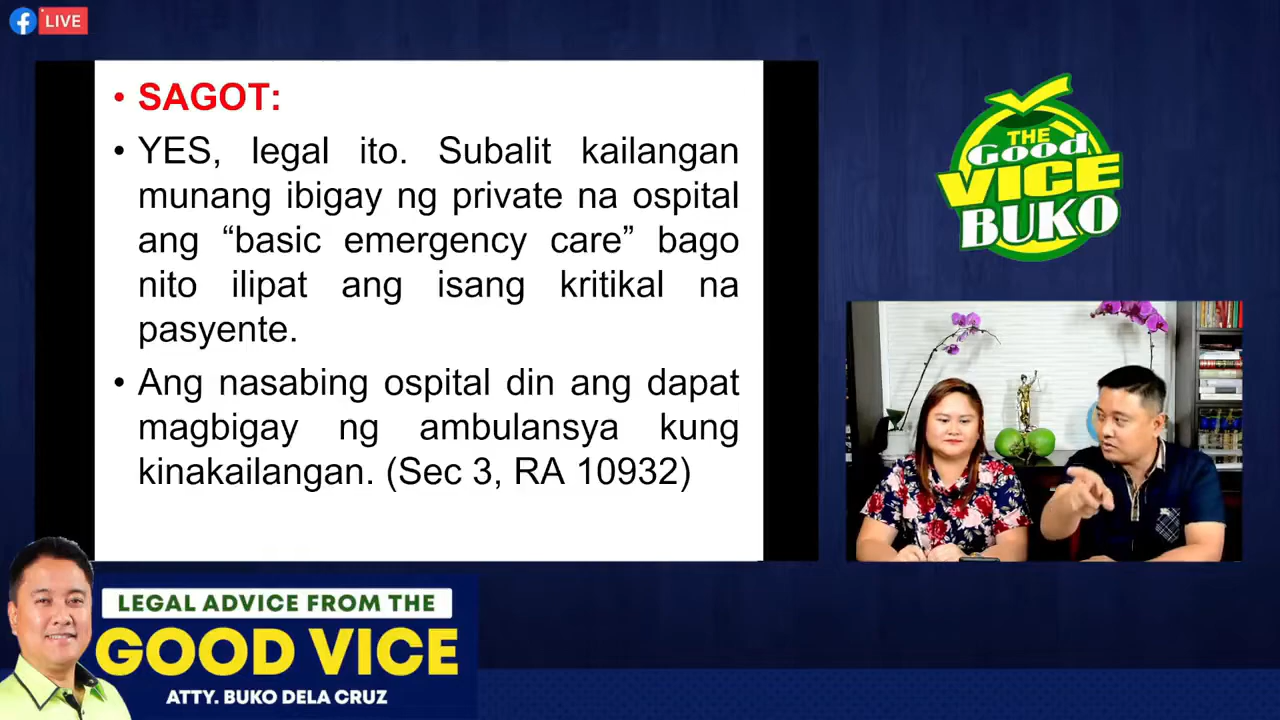 LIVE
• SAGOT:
• YES, legal ito. Subalit kailangan
munang ibigay ng private na ospital
ang “basic emergency care” bago
nito ilipat ang isang kritikal na
pasyente.
• Ang nasabing ospital din ang dapat
magbigay ng ambulansya kung
kinakailangan. (Sec 3, RA 10932)
THE
Good
VICE
BUKO
LEGAL ADVICE FROM THE
GOOD VICE
ATTY. BUKO DELA CRUZ